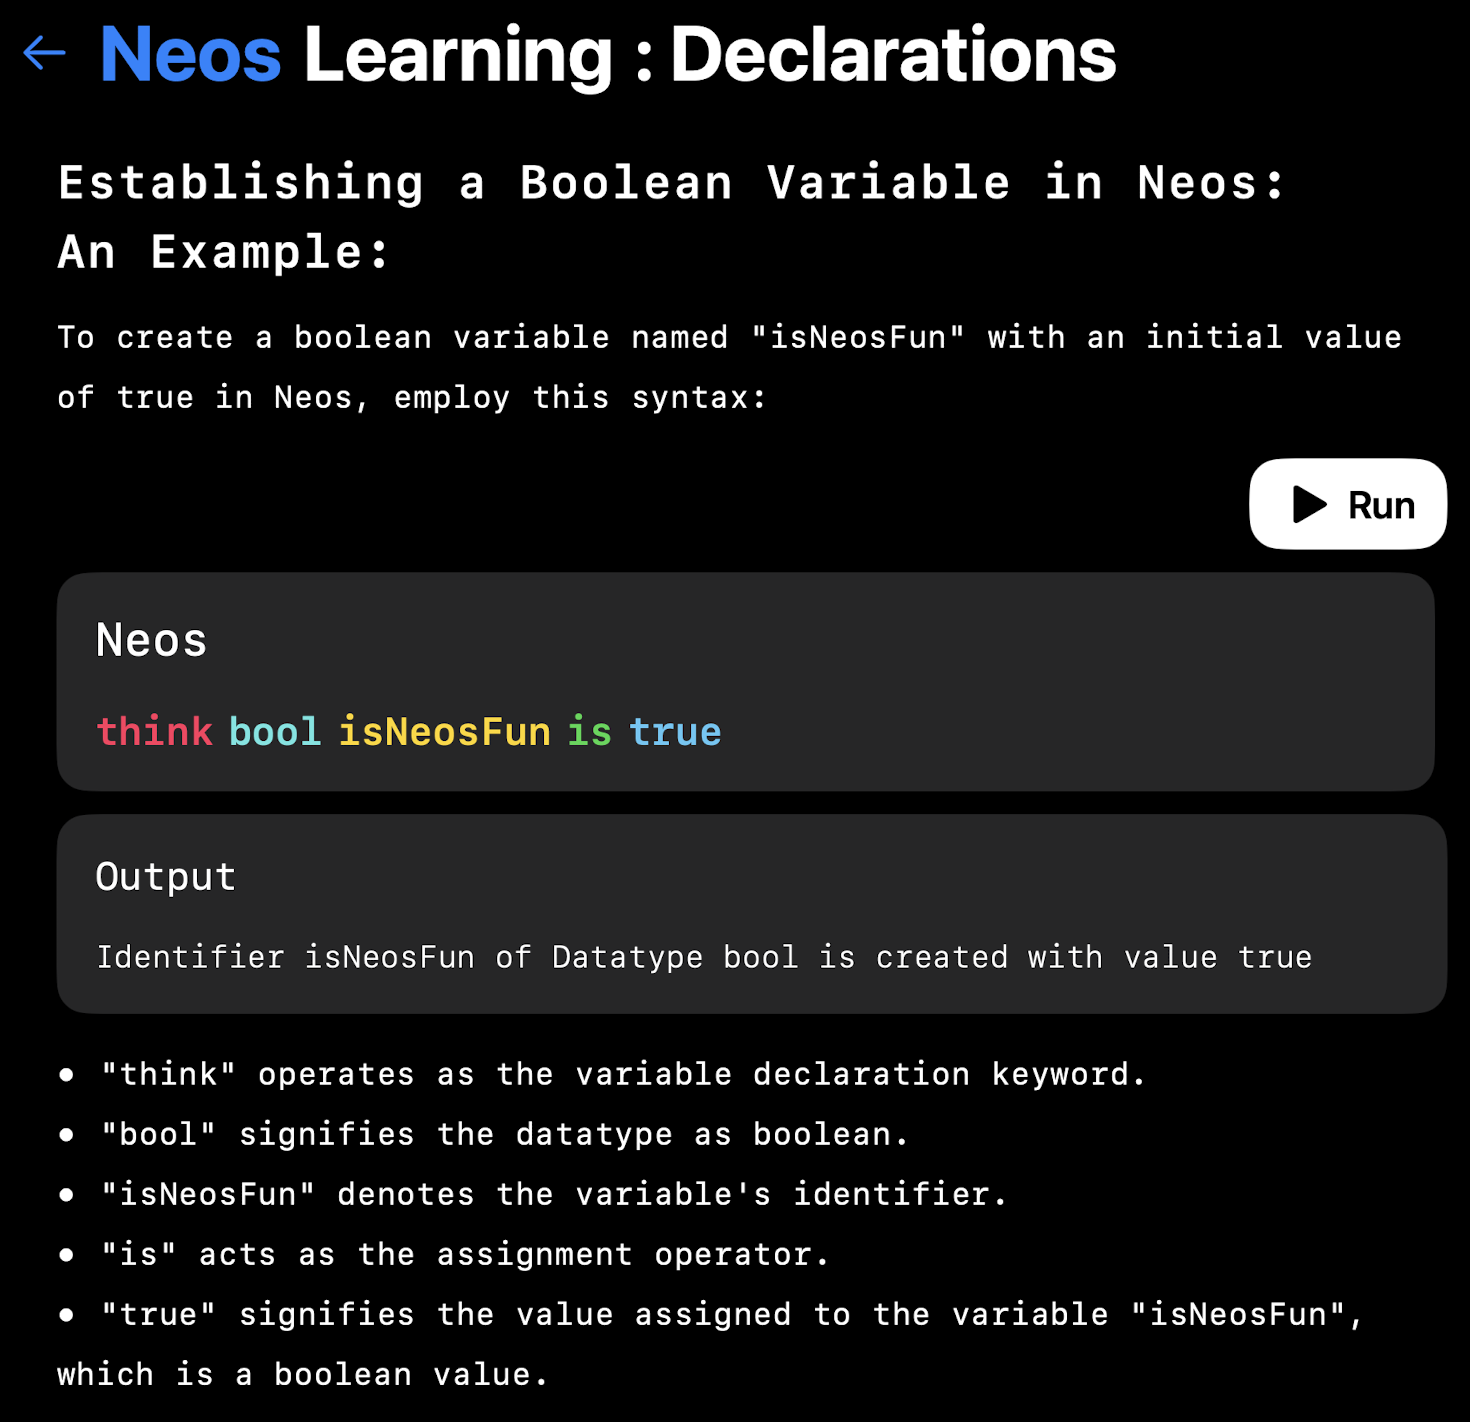 ← Neos Learning : Declarations
Establishing a Boolean Variable in Neos:
An Example:
To create a boolean variable named "isNeosFun" with an initial value
of true in Neos, employ this syntax:
Run
Neos
think bool isNeosFun is true
Output
Identifier isNeosFun of Datatype bool is created with value true
• "think" operates as the variable declaration keyword.
• "bool" signifies the datatype as boolean.
• "isNeosFun" denotes the variable's identifier.
• "is" acts as the assignment operator.
• "true" signifies the value assigned to the variable "isNeosFun",
which is a boolean value.